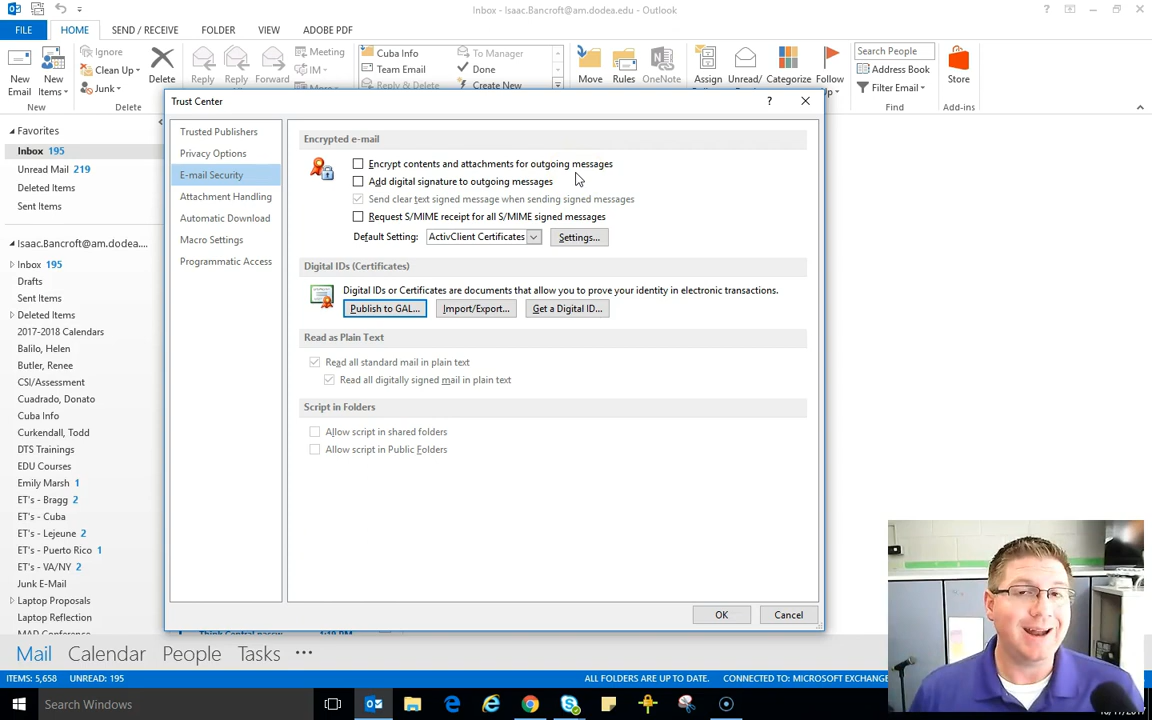 Inbox - Isaac.Bancroft@am.dodea.edu - Outlook
FILE HOME SEND / RECEIVE FOLDER VIEW ADOBE PDF
New Email
New Items
New
Ignore
Clean Up
Junk
Delete
Delete
Reply
Reply All
Forward
Meeting
IM
Cuba Info
Team Email
Reply & Delete
To Manager
Done
Create New
Move
Rules
OneNote
Assign
Unread/
Categorize
Follow Up
Search People
Address Book
Filter Email
Find
Store
Add-ins
Favorites
Inbox 195
Unread Mail 219
Deleted Items
Sent Items
Isaac.Bancroft@am.dodea....
Inbox 195
Drafts
Sent Items
Deleted Items
2017-2018 Calendars
Balilo, Helen
Butler, Renee
CSI/Assessment
Cuadrado, Donato
Cuba Info
Curkendall, Todd
DTS Trainings
EDU Courses
Emily Marsh 1
ET's - Bragg 2
ET's - Cuba
ET's - Lejeune 2
ET's - Puerto Rico 1
ET's - VA/NY 2
Junk E-Mail
Laptop Proposals
Laptop Reflection
MAD Conference
Trust Center
Trusted Publishers
Privacy Options
E-mail Security
Attachment Handling
Automatic Download
Macro Settings
Programmatic Access
Encrypted e-mail
Encrypt contents and attachments for outgoing messages
Add digital signature to outgoing messages
Send clear text signed message when sending signed messages
Request S/MIME receipt for all S/MIME signed messages
Default Setting: ActivClient Certificates Settings...
Digital IDs (Certificates)
Digital IDs or Certificates are documents that allow you to prove your identity in electronic transactions.
Publish to GAL... Import/Export... Get a Digital ID...
Read as Plain Text
Read all standard mail in plain text
Read all digitally signed mail in plain text
Script in Folders
Allow script in shared folders
Allow script in Public Folders
OK Cancel
Mail Calendar People Tasks
ITEMS: 5,658 UNREAD: 195 ALL FOLDERS ARE UP TO DATE. CONNECTED TO: MICROSOFT EXCHANGE
Search Windows